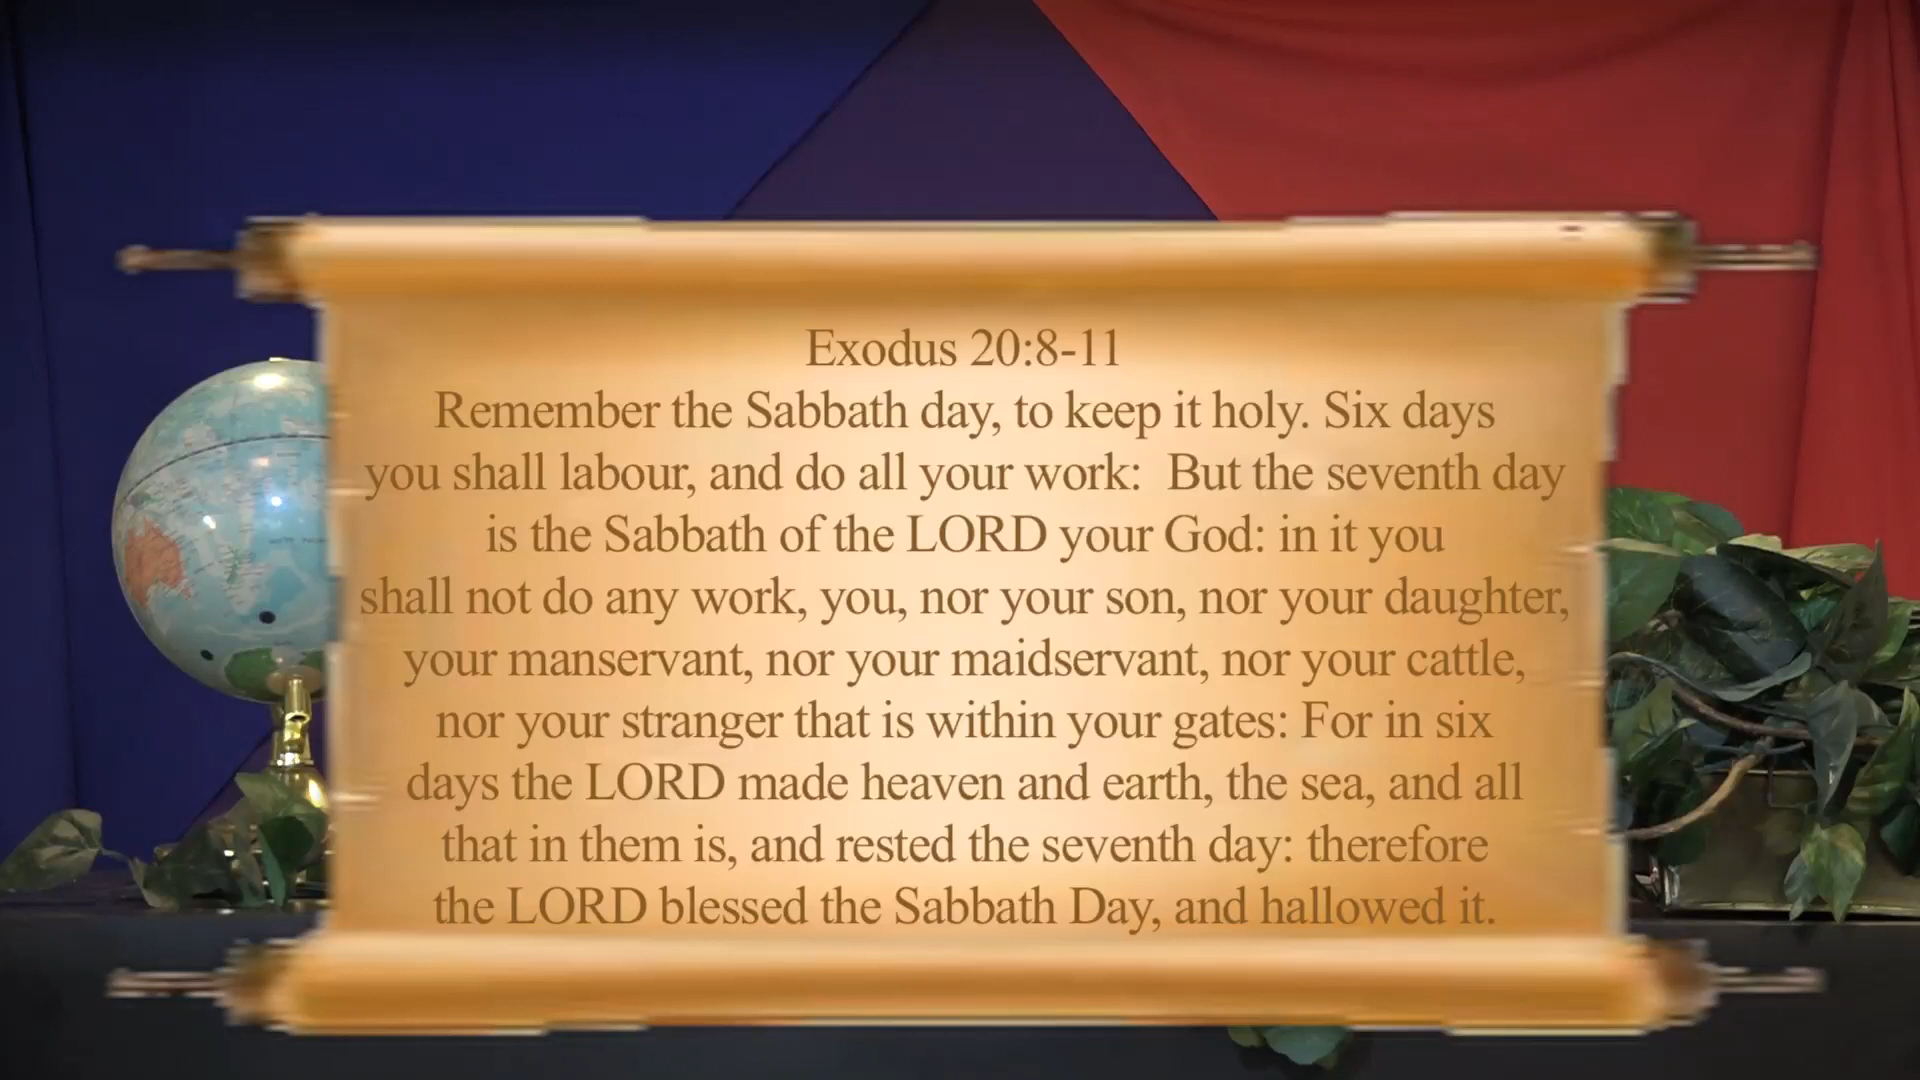 Exodus 20:8-11
Remember the Sabbath day, to keep it holy. Six days
you shall labour, and do all your work:  But the seventh day
is the Sabbath of the LORD your God: in it you
shall not do any work, you, nor your son, nor your daughter,
your manservant, nor your maidservant, nor your cattle,
nor your stranger that is within your gates: For in six
days the LORD made heaven and earth, the sea, and all
that in them is, and rested the seventh day: therefore
the LORD blessed the Sabbath Day, and hallowed it.